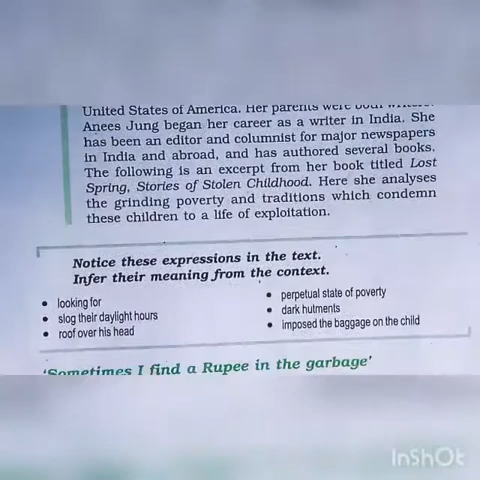 United States of America. Her parents were both writers.
Anees Jung began her career as a writer in India. She
has been an editor and columnist for major newspapers
in India and abroad, and has authored several books.
The following is an excerpt from her book titled Lost
Spring, Stories of Stolen Childhood. Here she analyses
the grinding poverty and traditions which condemn
these children to a life of exploitation.
Notice these expressions in the text.
Infer their meaning from the context.
• looking for
• slog their daylight hours
• roof over his head
• perpetual state of poverty
• dark hutments
• imposed the baggage on the child
‘Sometimes I find a Rupee in the garbage’
InShOt